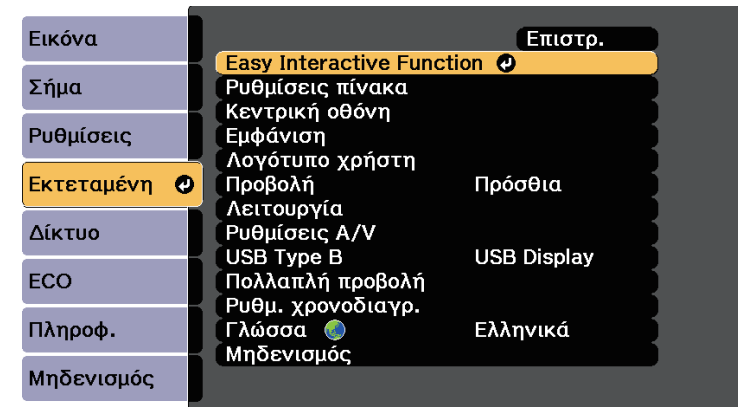 Εικόνα
Σήμα
Ρυθμίσεις
Εκτεταμένη
Δίκτυο
ECO
Πληροφ.
Μηδενισμός
Επιστρ.
Easy Interactive Function
Ρυθμίσεις πίνακα
Κεντρική οθόνη
Εμφάνιση
Λογότυπο χρήστη
Προβολή Πρόσθια
Λειτουργία
Ρυθμίσεις A/V
USB Type B USB Display
Πολλαπλή προβολή
Ρυθμ. χρονοδιαγρ.
Γλώσσα Ελληνικά
Μηδενισμός